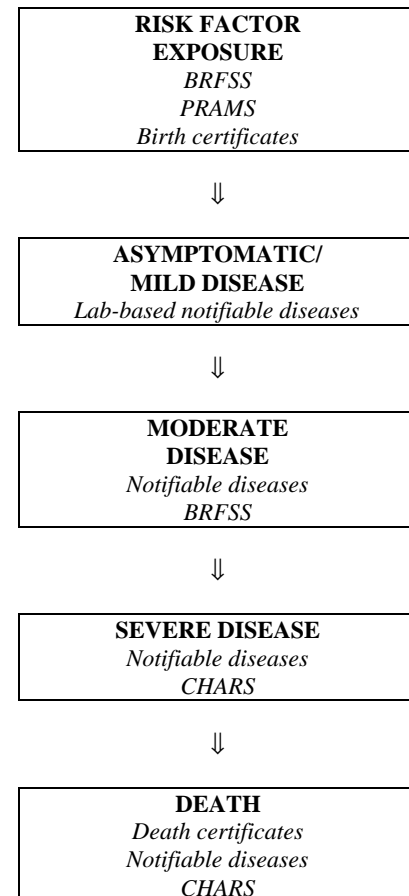 RISK FACTOR
EXPOSURE
BRFSS
PRAMS
Birth certificates
⇓
ASYMPTOMATIC/
MILD DISEASE
Lab-based notifiable diseases
⇓
MODERATE
DISEASE
Notifiable diseases
BRFSS
⇓
SEVERE DISEASE
Notifiable diseases
CHARS
⇓
DEATH
Death certificates
Notifiable diseases
CHARS